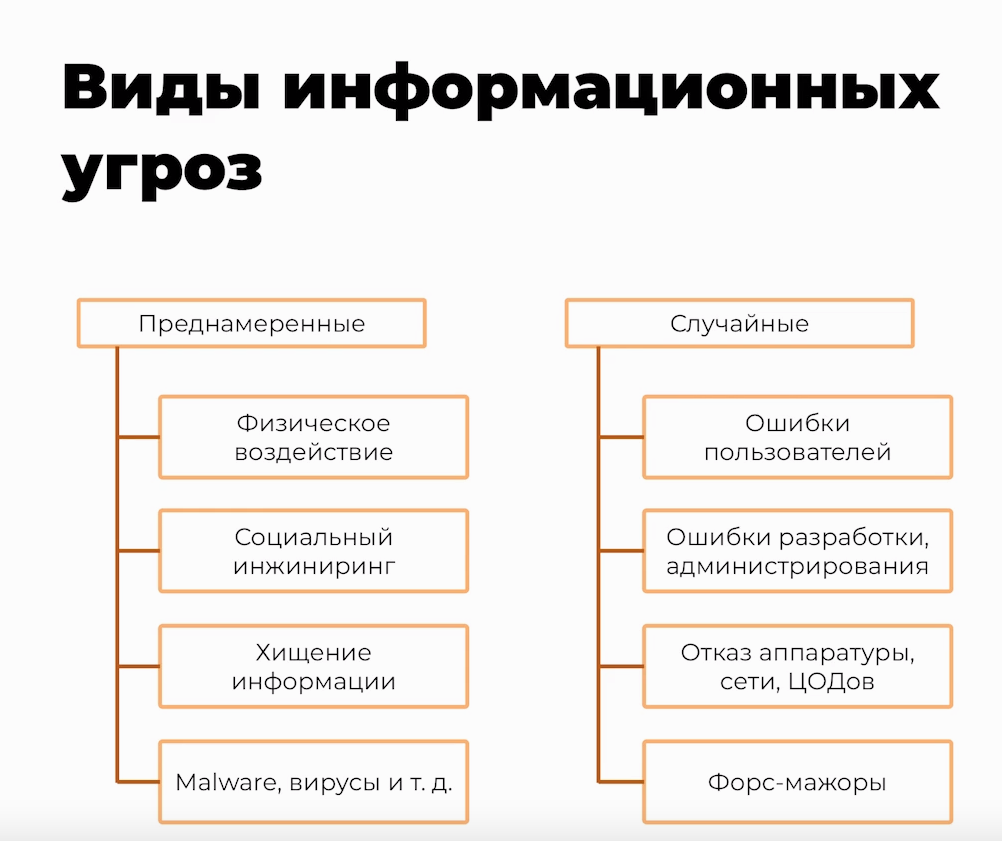 Виды информационных
угроз
Преднамеренные
Физическое
воздействие
Социальный
инжиниринг
Хищение
информации
Malware, вирусы и т. д.
Случайные
Ошибки
пользователей
Ошибки разработки,
администрирования
Отказ аппаратуры,
сети, ЦОДов
Форс-мажоры